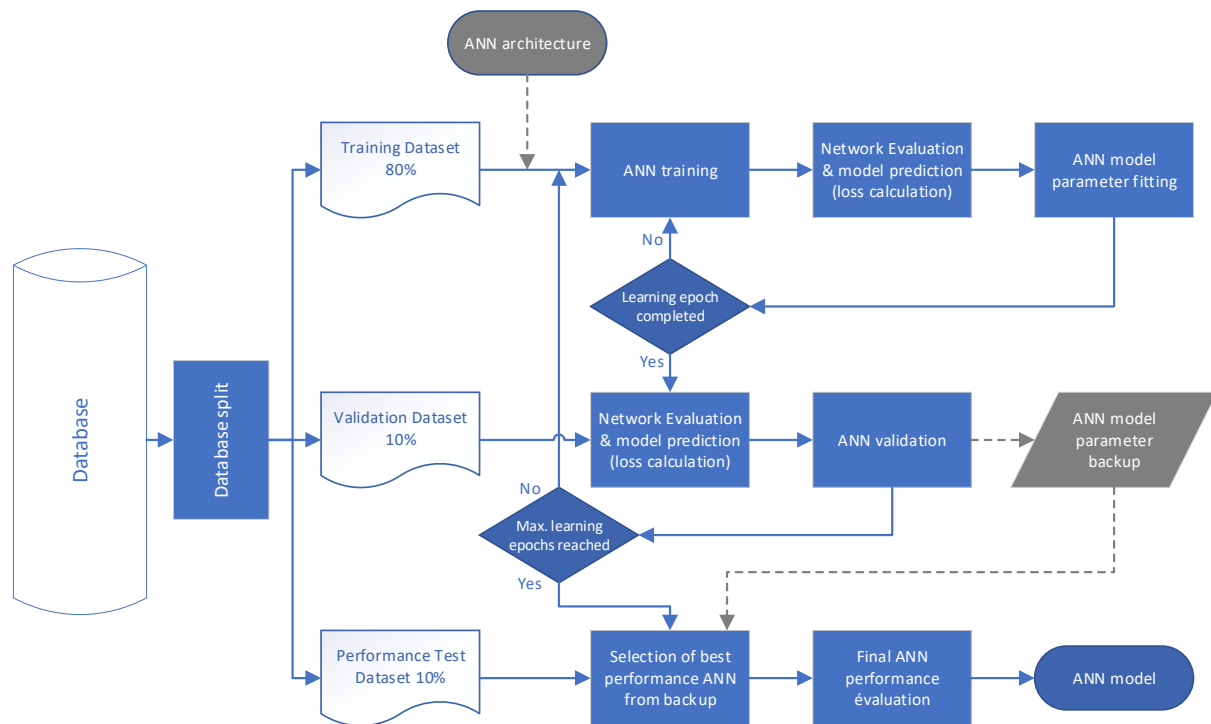 ANN architecture
Training Dataset
80%
ANN training
Network Evaluation
& model prediction
(loss calculation)
ANN model
parameter fitting
No
Learning epoch
completed
Yes
Database
Database split
Validation Dataset
10%
Network Evaluation
& model prediction
(loss calculation)
ANN validation
ANN model
parameter
backup
No
Max. learning
epochs reached
Yes
Performance Test
Dataset 10%
Selection of best
performance ANN
from backup
Final ANN
performance
évaluation
ANN model